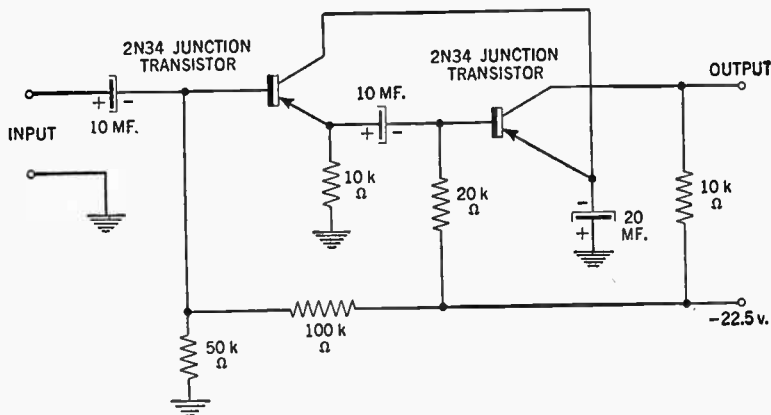 2N34 JUNCTION
TRANSISTOR
2N34 JUNCTION
TRANSISTOR
OUTPUT
+ -
10 MF.
10 MF.
+ -
INPUT
10 k
Ω
20 k
Ω
-
+
20
MF.
10 k
Ω
-22.5 v.
100 k
Ω
50 k
Ω